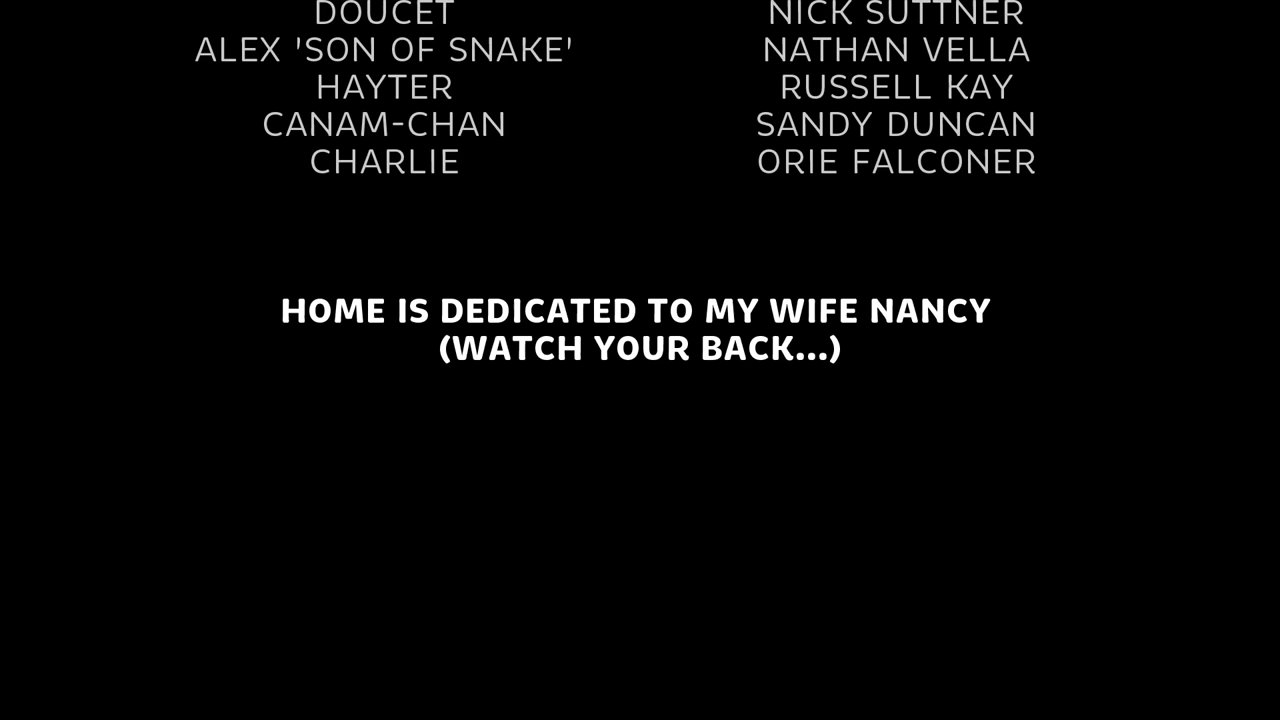 DOUCET
ALEX 'SON OF SNAKE'
HAYTER
CANAM-CHAN
CHARLIE
NICK SUTTNER
NATHAN VELLA
RUSSELL KAY
SANDY DUNCAN
ORIE FALCONER
HOME IS DEDICATED TO MY WIFE NANCY
(WATCH YOUR BACK...)